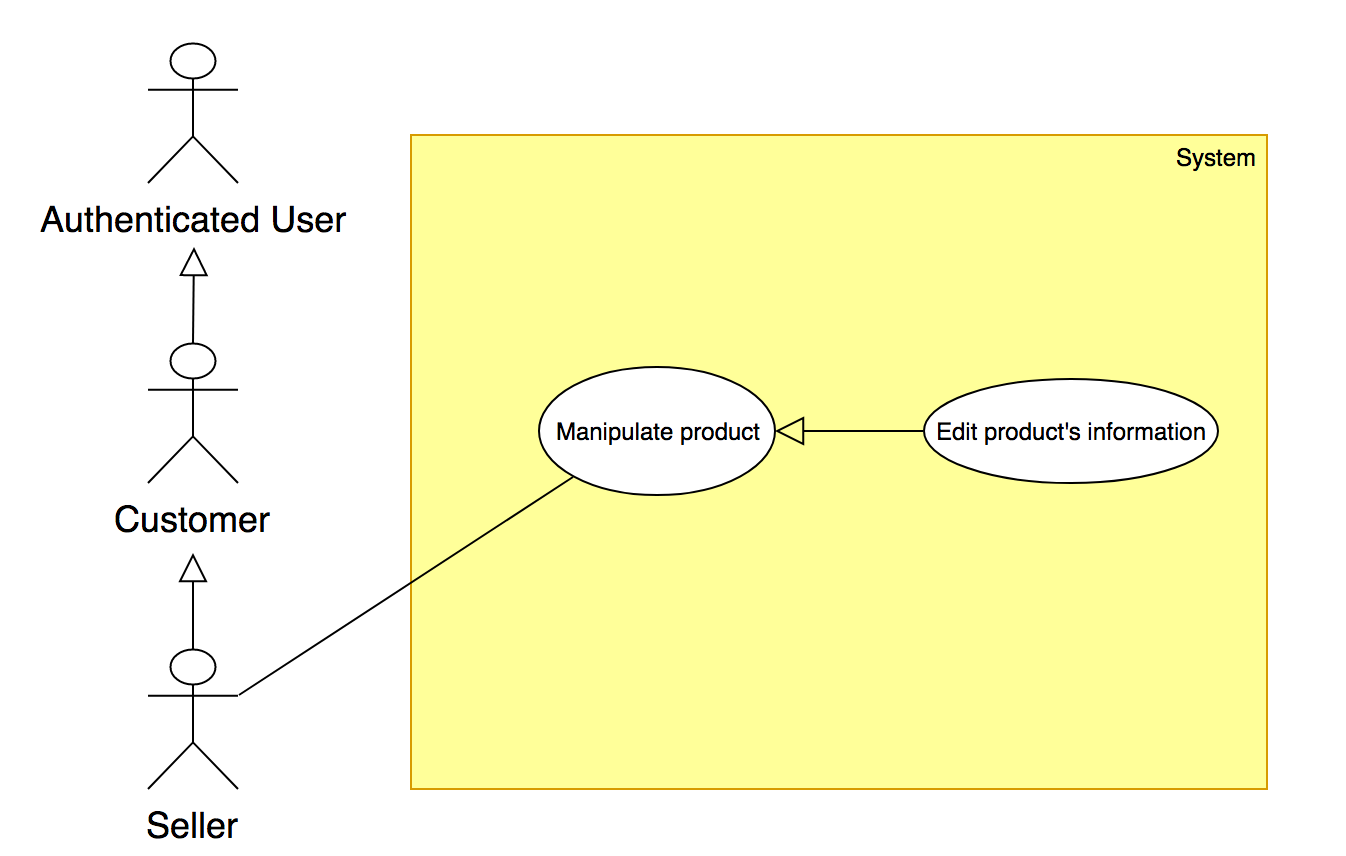 System
Authenticated User
Manipulate product
Edit product's information
Customer
Seller